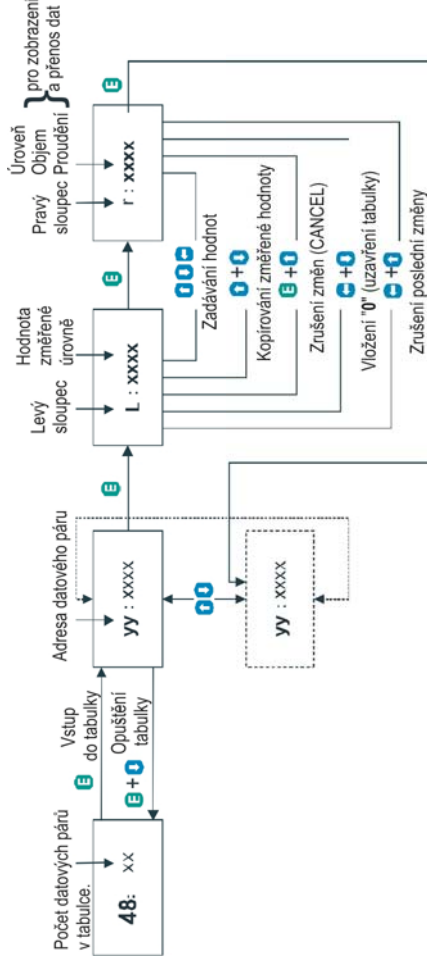 Počet datových párů
v tabulce.
48: xx
E Vstup
do tabulky
E + Opuštění
tabulky
Adresa datového páru
yy : xxxx
yy : xxxx
E
Levý
sloupec
Hodnota
změřené
úrovně
L : xxxx
E
Pravý
sloupec
Úroveň
Objem
Proudění
pro zobrazení
a přenos dat
r : xxxx
E
Zadávání hodnot
+
Kopírování změřené hodnoty
E +
Zrušení změn (CANCEL)
+
Vložení "0" (uzavření tabulky)
+
Zrušení poslední změny